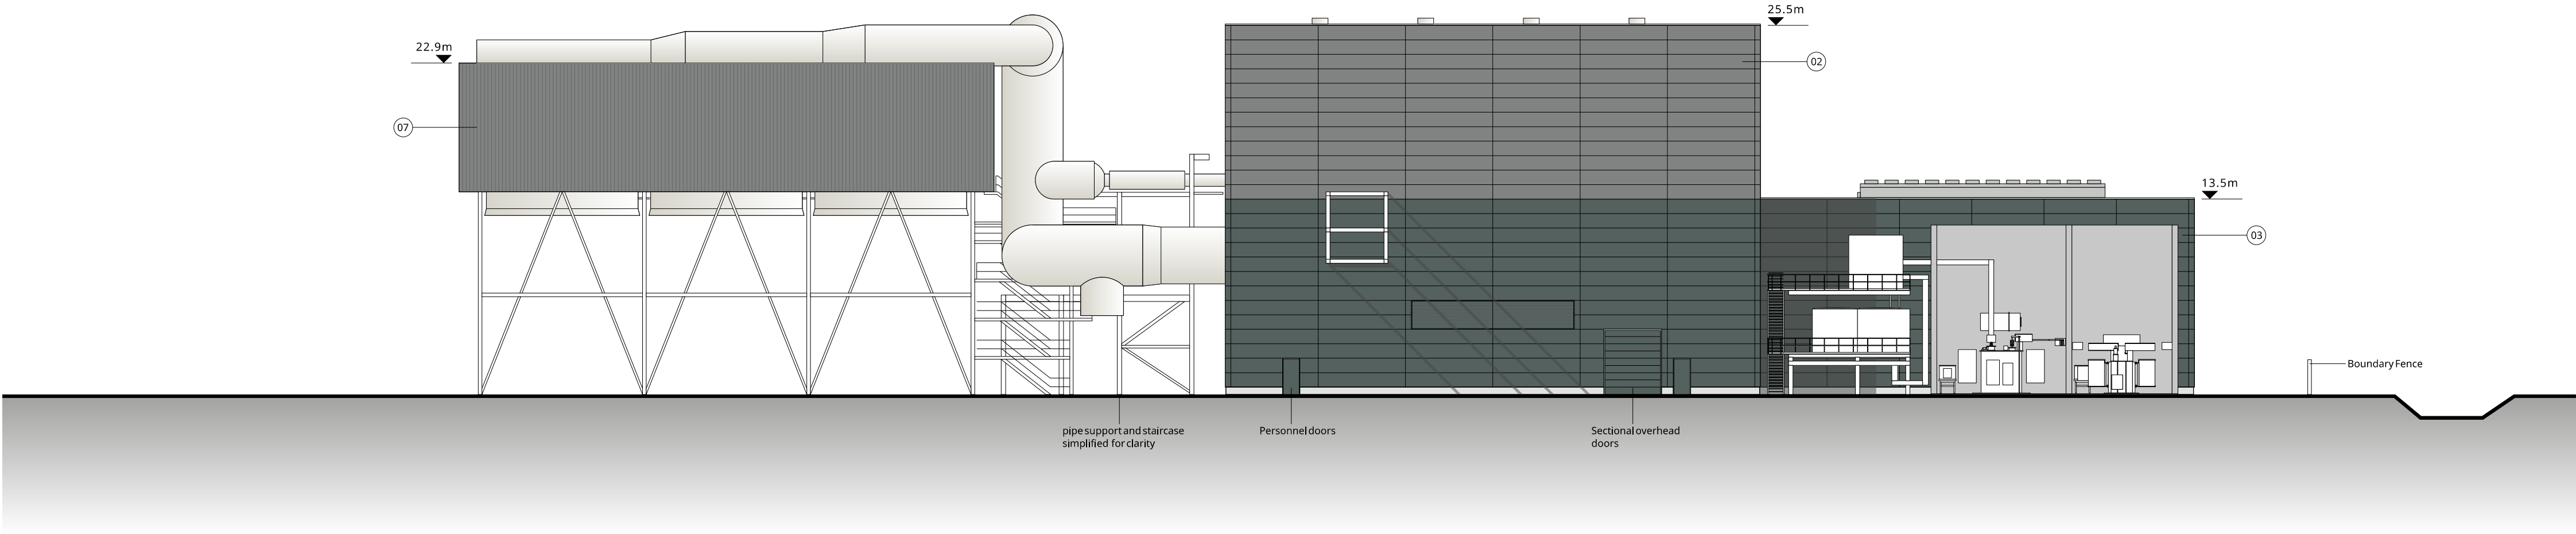 25.5m
22.9m
02
07
13.5m
03
Boundary Fence
pipe support and staircase
simplified for clarity
Personnel doors
Sectional overhead
doors